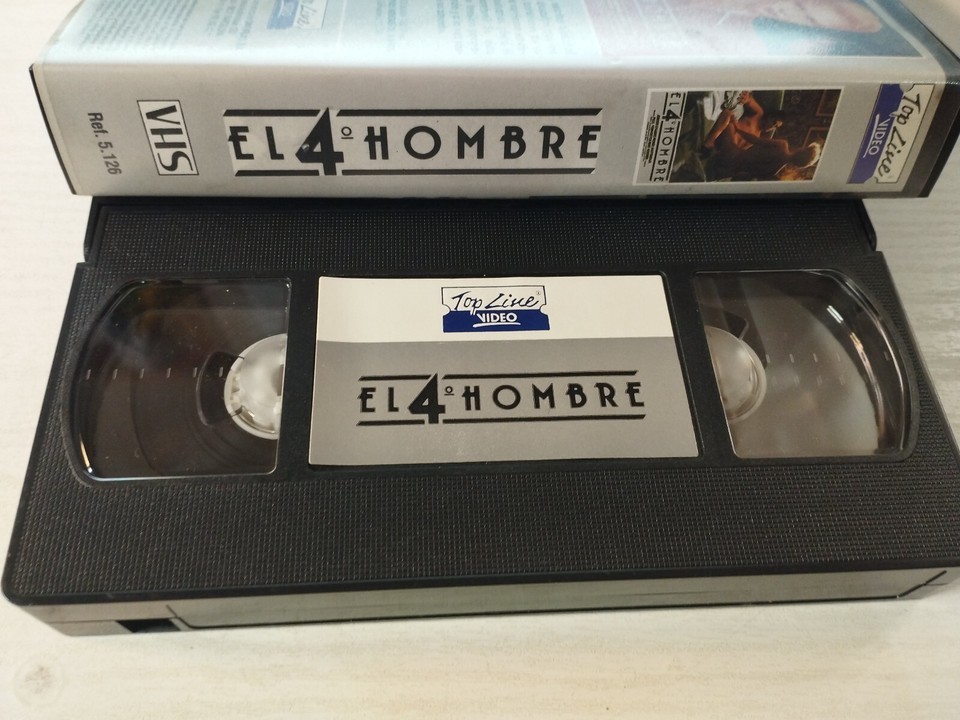 Ref. 5.126
VHS
EL 4º HOMBRE
EL 4º HOMBRE
Top Line
VIDEO
Top Line®
VIDEO
EL 4º HOMBRE